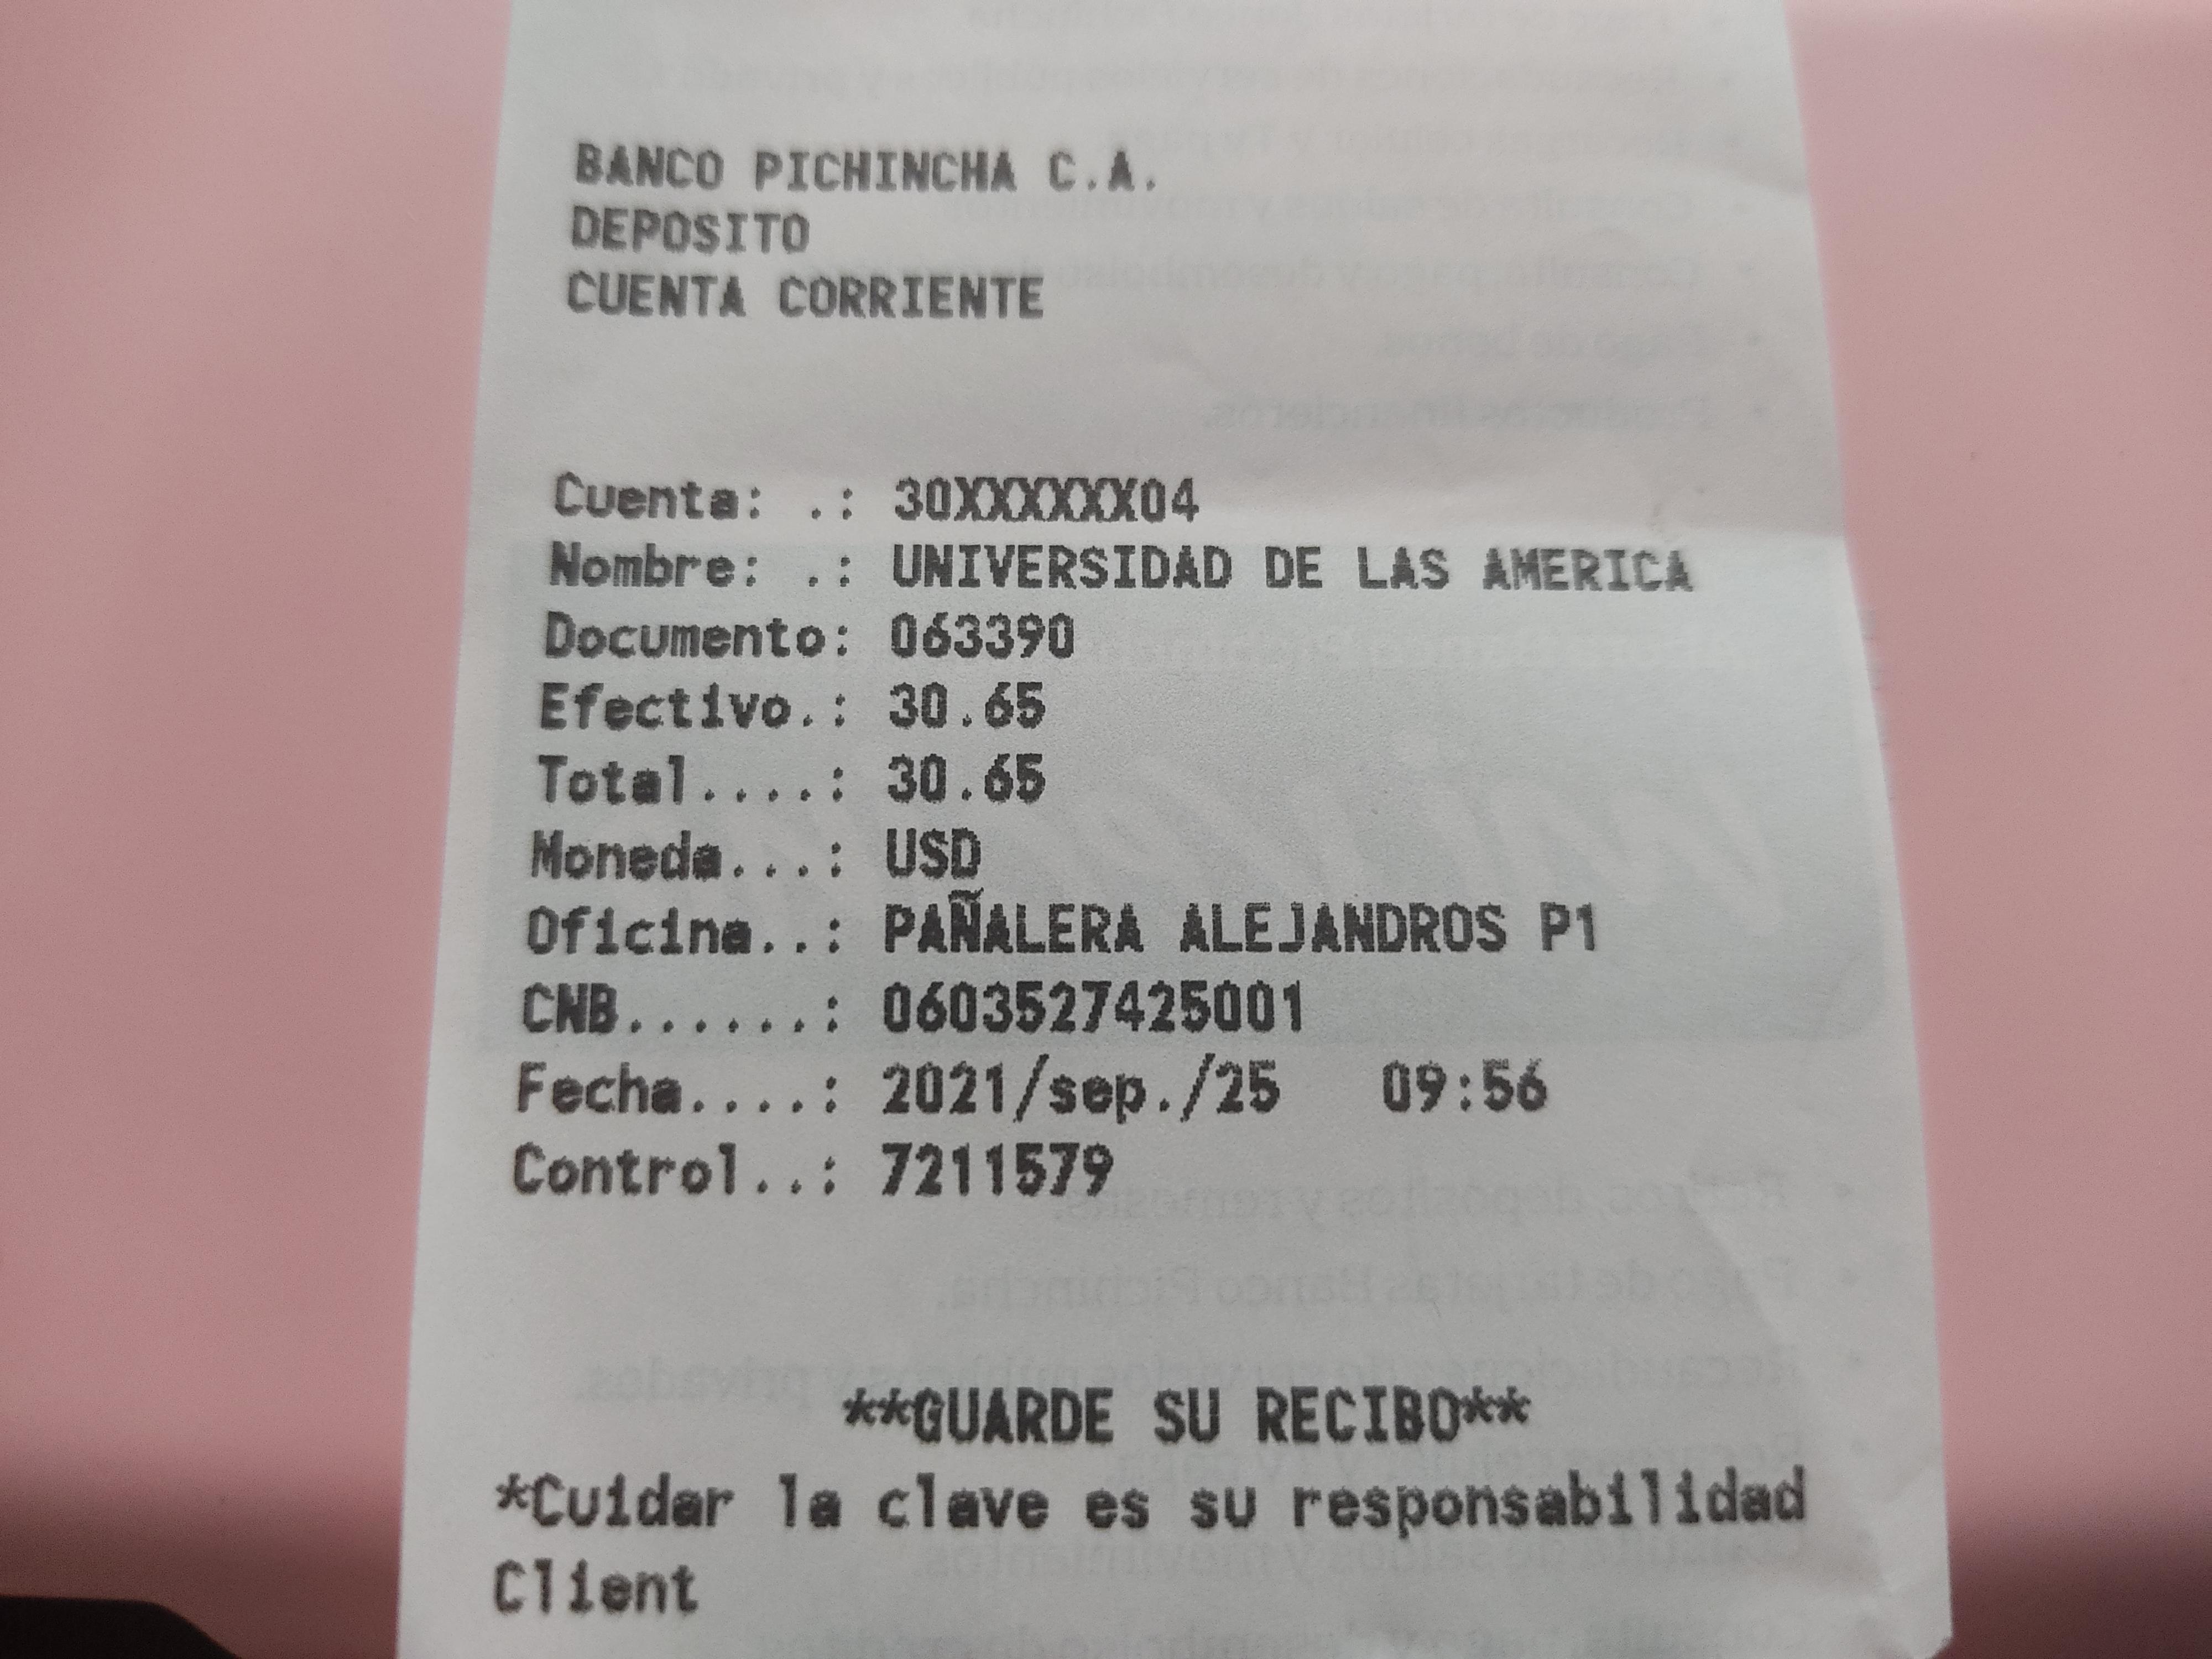 BANCO PICHINCHA C.A.
DEPOSITO
CUENTA CORRIENTE
Cuenta: .: 30XXXXXX04
Nombre: .: UNIVERSIDAD DE LAS AMERICA
Documento: 063390
Efectivo.: 30.65
Total....: 30.65
Moneda...: USD
Oficina..: PAÑALERA ALEJANDROS P1
CNB......: 0603527425001
Fecha....: 2021/sep./25 09:56
Control..: 7211579
**GUARDE SU RECIBO**
*Cuidar la clave es su responsabilidad
Client